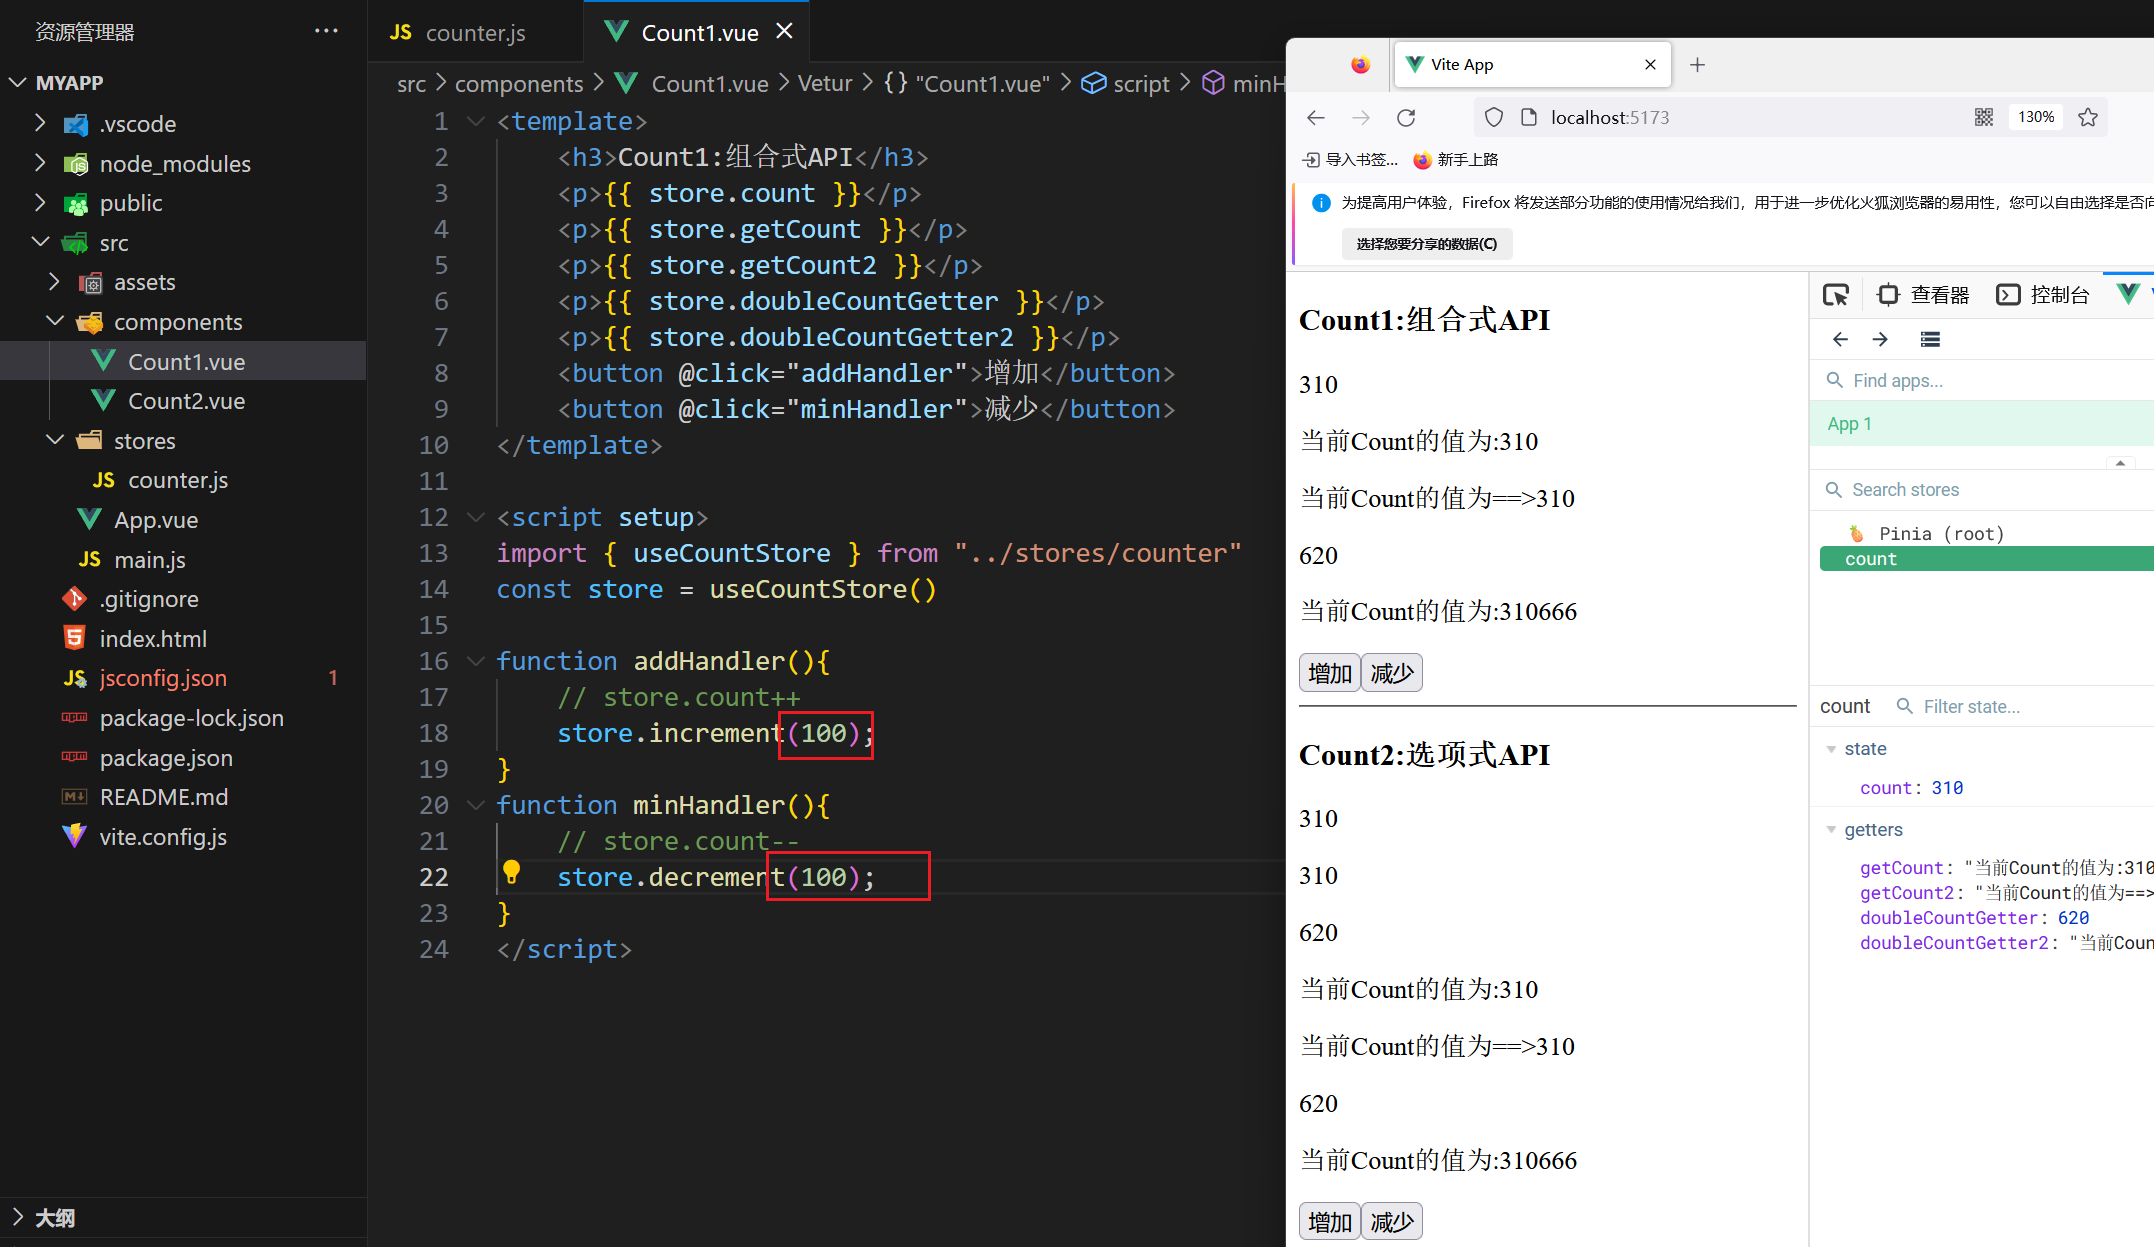 资源管理器
MYAPP
.vscode
node_modules
public
src
assets
components
Count1.vue
Count2.vue
stores
JS counter.js
App.vue
JS main.js
.gitignore
index.html
JS jsconfig.json 1
package-lock.json
package.json
README.md
vite.config.js
大纲
JS counter.js
Count1.vue
src > components > Count1.vue > Vetur > {} "Count1.vue" > script > minH
1 <template>
2 <h3>Count1:组合式API</h3>
3 <p>{{ store.count }}</p>
4 <p>{{ store.getCount }}</p>
5 <p>{{ store.getCount2 }}</p>
6 <p>{{ store.doubleCountGetter }}</p>
7 <p>{{ store.doubleCountGetter2 }}</p>
8 <button @click="addHandler">增加</button>
9 <button @click="minHandler">减少</button>
10 </template>
11
12 <script setup>
13 import { useCountStore } from "../stores/counter"
14 const store = useCountStore()
15
16 function addHandler(){
17 // store.count++
18 store.increment(100);
19 }
20 function minHandler(){
21 // store.count--
22 store.decrement(100);
23 }
24 </script>
Vite App
localhost:5173
130%
导入书签...
新手上路
为提高用户体验，Firefox 将发送部分功能的使用情况给我们，用于进一步优化火狐浏览器的易用性，您可以自由选择是否向
选择您要分享的数据(C)
Count1:组合式API
310
当前Count的值为:310
当前Count的值为==>310
620
当前Count的值为:310666
增加 减少
Count2:选项式API
310
310
620
当前Count的值为:310
当前Count的值为==>310
620
当前Count的值为:310666
增加 减少
查看器
控制台
Find apps...
App 1
Search stores
Pinia (root)
count
count
Filter state...
state
count: 310
getters
getCount: "当前Count的值为:310
getCount2: "当前Count的值为==>
doubleCountGetter: 620
doubleCountGetter2: "当前Coun